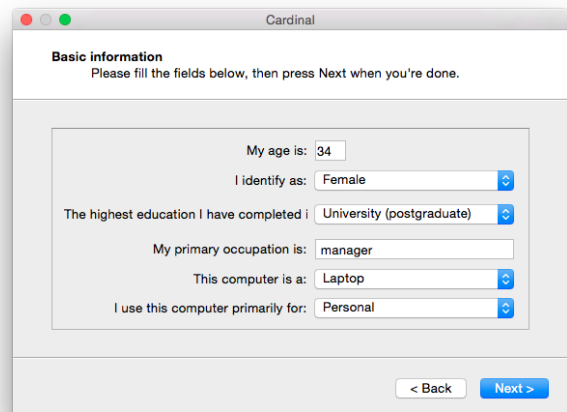 Cardinal
Basic information
Please fill the fields below, then press Next when you're done.
My age is: 34
I identify as: Female
The highest education I have completed i University (postgraduate)
My primary occupation is: manager
This computer is a: Laptop
I use this computer primarily for: Personal
< Back Next >